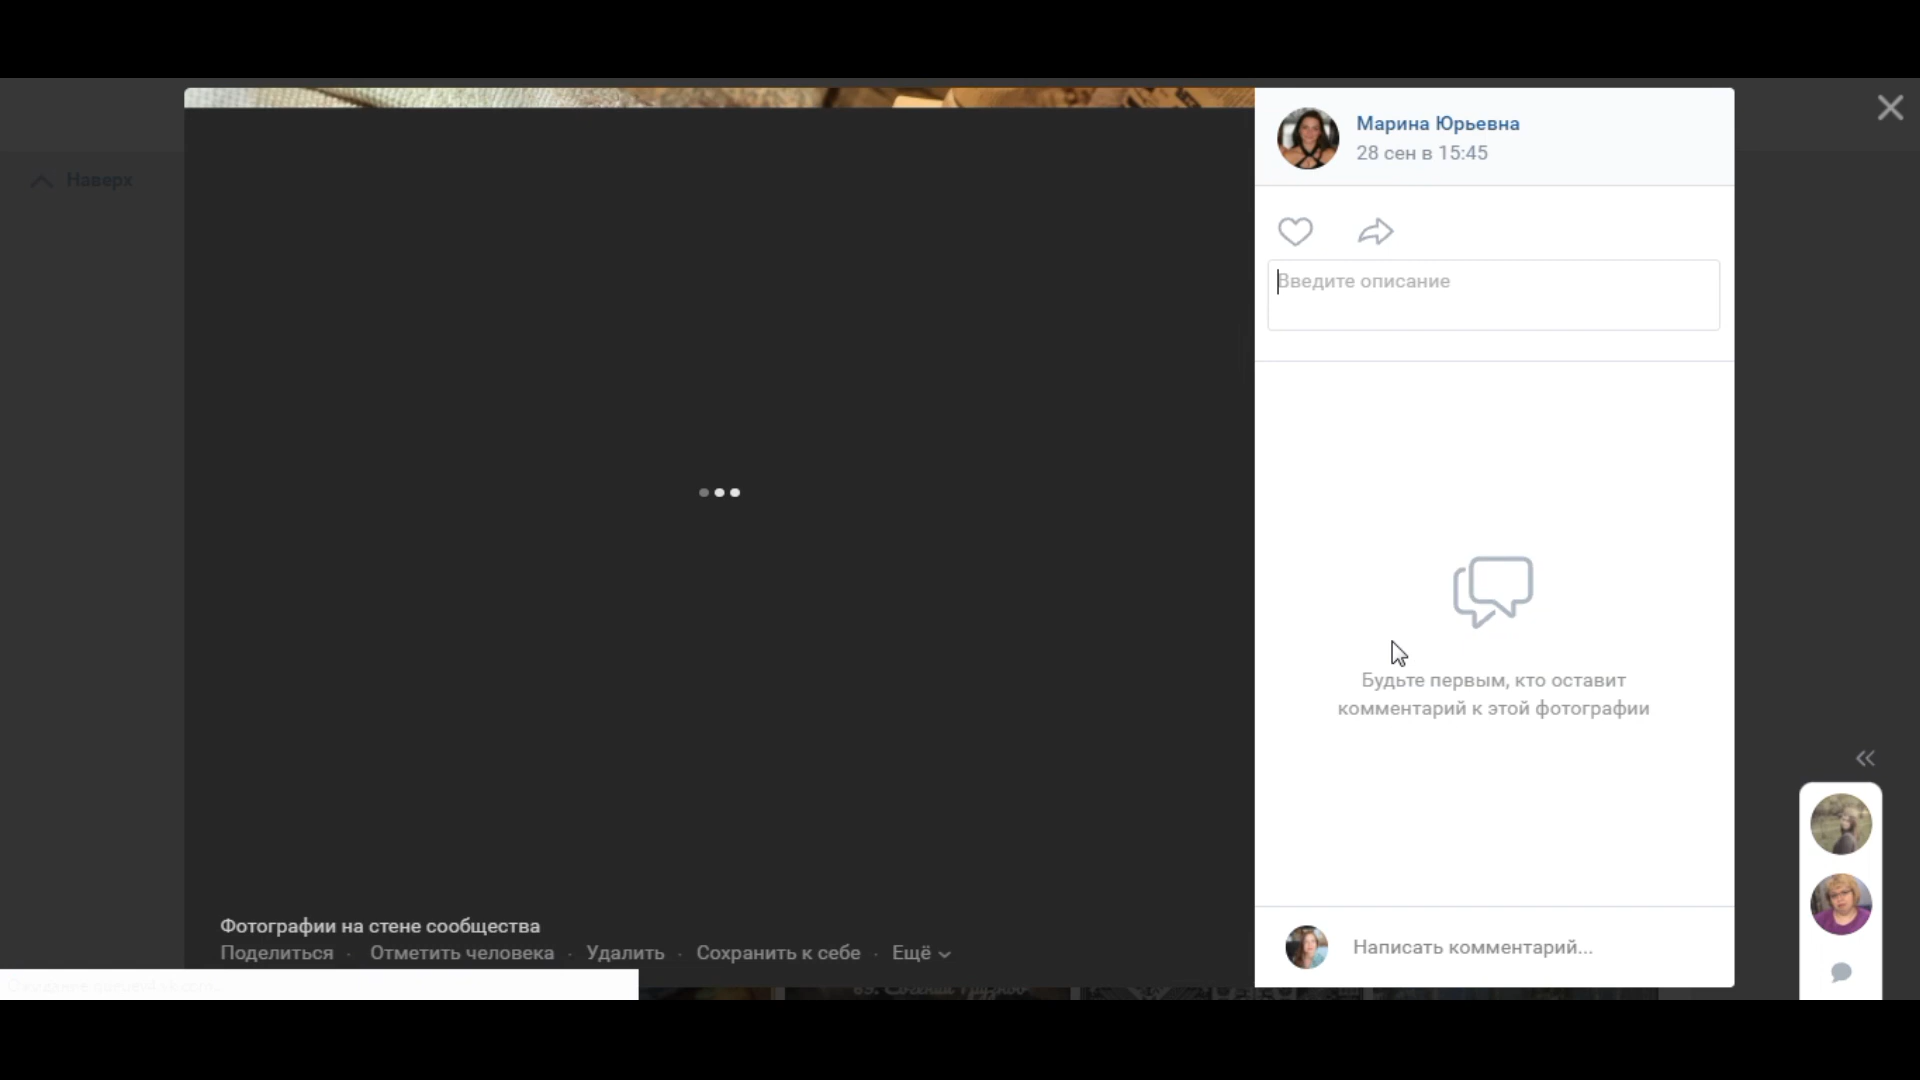 Наверх
Марина Юрьевна
28 сен в 15:45
Введите описание
Будьте первым, кто оставит
комментарий к этой фотографии
Фотографии на стене сообщества
Поделиться · Отметить человека · Удалить · Сохранить к себе · Ещё
Написать комментарий...